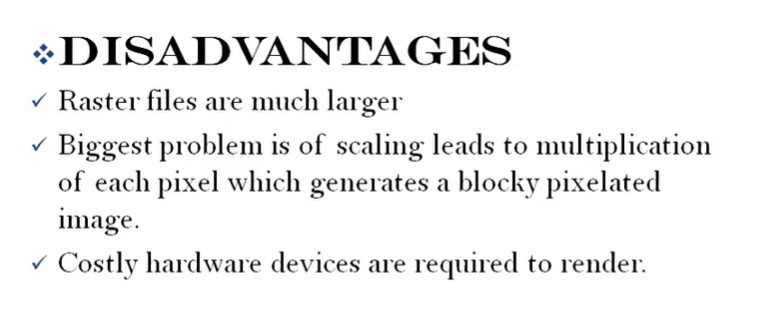 DISADVANTAGES
Raster files are much larger
Biggest problem is of scaling leads to multiplication
of each pixel which generates a blocky pixelated
image.
Costly hardware devices are required to render.